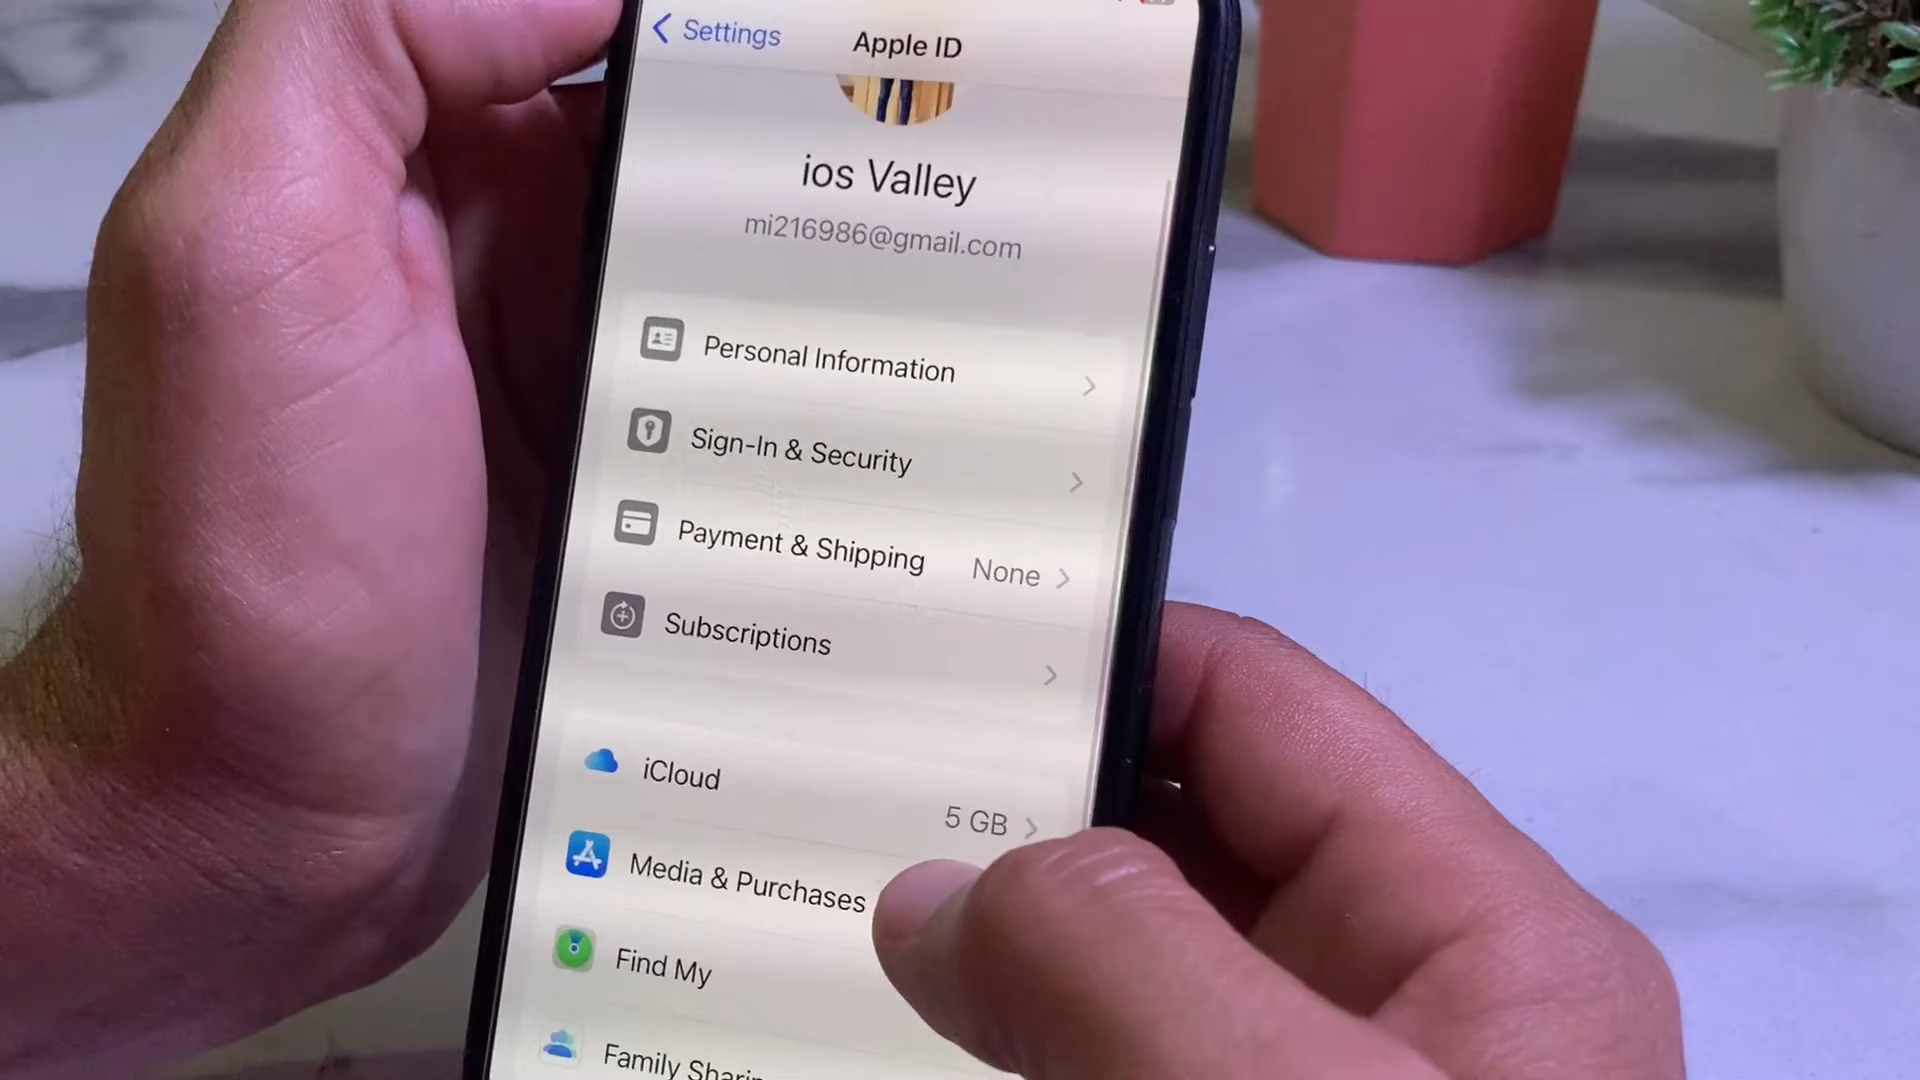 Settings
Apple ID
ios Valley
mi216986@gmail.com
Personal Information
Sign-In & Security
Payment & Shipping None
Subscriptions
iCloud
5 GB
Media & Purchases
Find My
Family